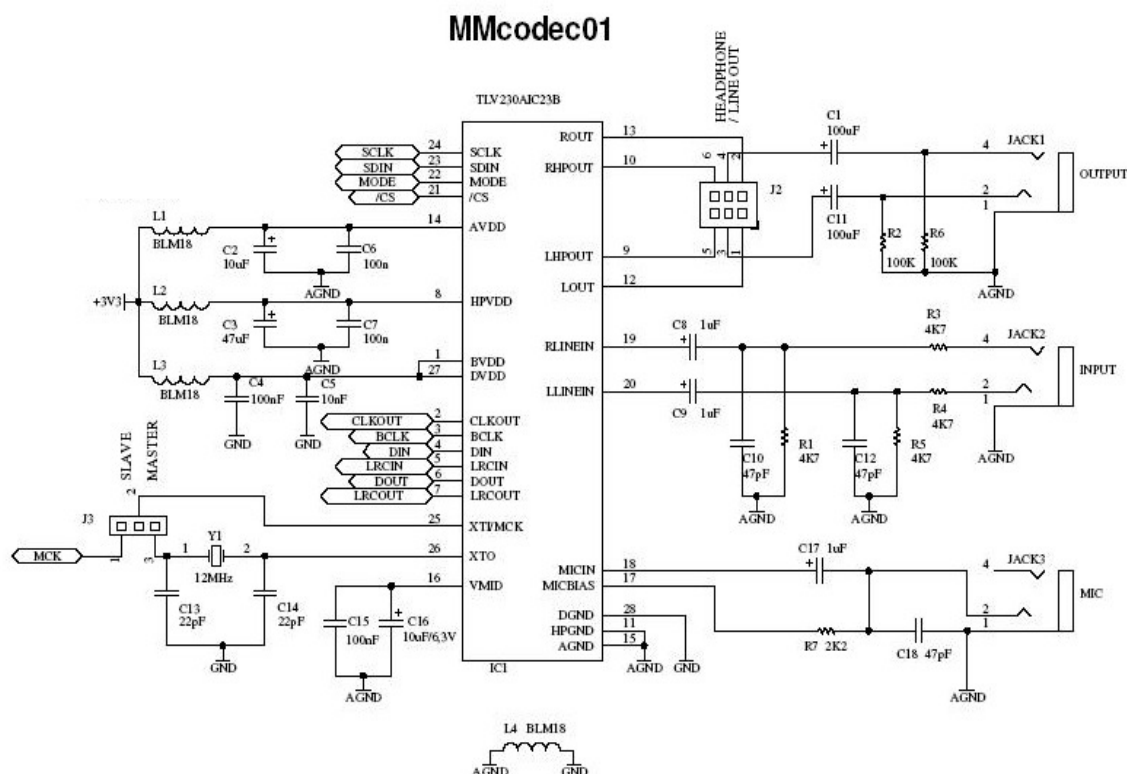 MMcodec01
TLV230AIC23B
HEADPHONE
/ LINE OUT
SCLK 24 SCLK
SDIN 23 SDIN
MODE 22 MODE
/CS 21 /CS
L1
BLM18
14 AVDD
C2
10uF
C6
100n
AGND
+3V3
L2
BLM18
8 HPVDD
C3
47uF
C7
100n
AGND
L3
BLM18
1 BVDD
27 DVDD
C4
100nF
C5
10nF
GND
GND
CLKOUT 2 CLKOUT
BCLK 3 BCLK
DIN 4 DIN
LRCIN 5 LRCIN
DOUT 6 DOUT
LRCOUT 7 LRCOUT
SLAVE
MASTER
2
J3
25 XTI/MCK
MCK
1
3
1 Y1 2
12MHz
26 XTO
C13
22pF
C14
22pF
GND
16 VMID
C15
100nF
C16
10uF/6,3V
AGND
IC1
ROUT 13
RHPOUT 10
6 4 2
J2
5 3 1
LHPOUT 9
LOUT 12
C1
100uF
C11
100uF
R2
100K
R6
100K
4 JACK1
2
1
OUTPUT
AGND
RLINEIN 19
C8 1uF
R3
4K7
4 JACK2
LLINEIN 20
C9 1uF
R4
4K7
2
1
INPUT
AGND
C10
47pF
R1
4K7
C12
47pF
R5
4K7
AGND
AGND
MICIN 18
MICBIAS 17
C17 1uF
4 JACK3
2
1
MIC
DGND 28
HPGND 11
AGND 15
AGND
GND
R7 2K2
C18 47pF
AGND
L4 BLM18
AGND
GND